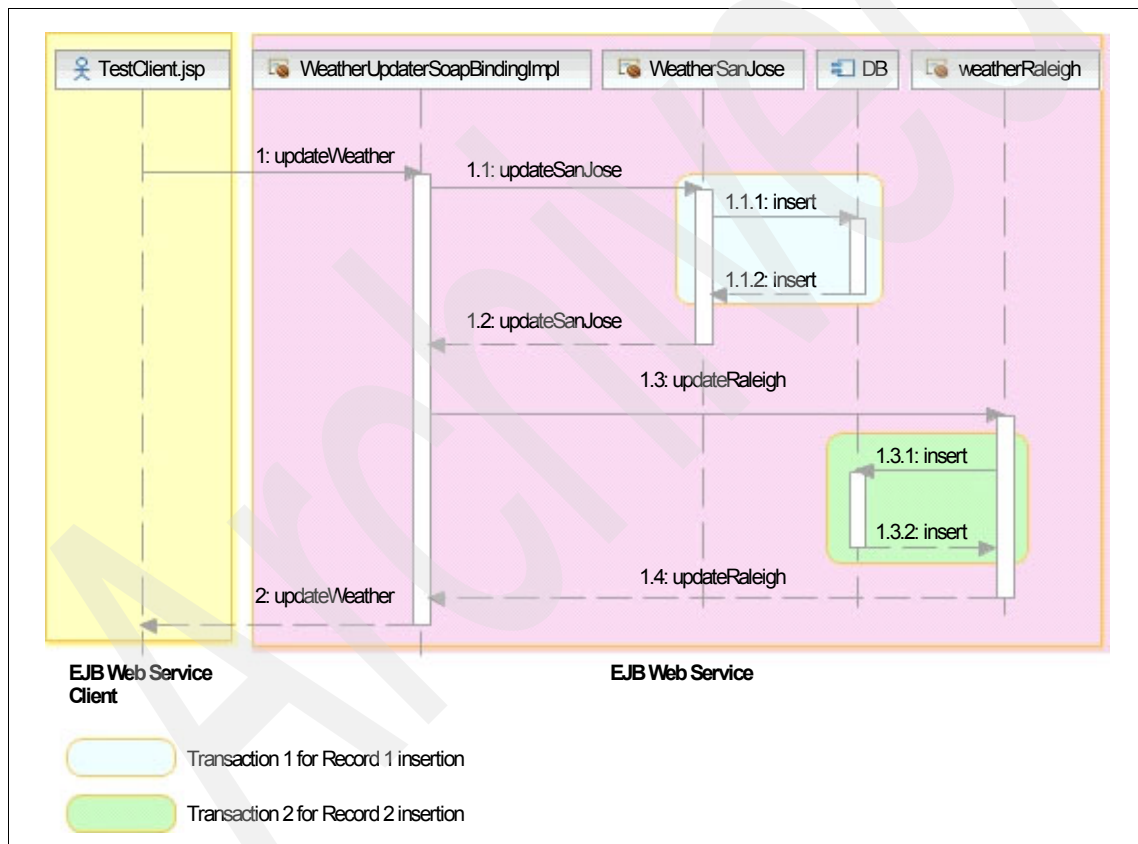 TestClient.jsp
WeatherUpdaterSoapBindingImpl
WeatherSanJose
DB
weatherRaleigh
1: updateWeather
1.1: updateSanJose
1.1.1: insert
1.1.2: insert
1.2: updateSanJose
1.3: updateRaleigh
1.3.1: insert
1.3.2: insert
1.4: updateRaleigh
2: updateWeather
EJB Web Service
Client
EJB Web Service
Transaction 1 for Record 1 insertion
Transaction 2 for Record 2 insertion
Archived